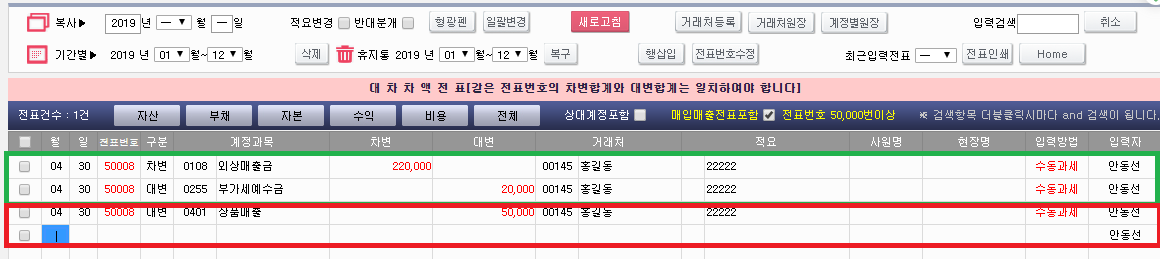 복사▶ 2019 년 ― 월 ― 일 적요변경 반대분개 형광펜 일괄변경 새로고침 거래처등록 거래처원장 계정별원장 입력검색 취소
기간별▶ 2019 년 01 월~ 12 월 삭제 휴지통 2019 년 01 월~ 12 월 복구 행삽입 전표번호수정 최근입력전표 ― 전표인쇄 Home
대 차 차 액 전 표[같은 전표번호의 차변합계와 대변합계는 일치하여야 합니다]
전표건수 : 1건 자산 부채 자본 수익 비용 전체 상대계정포함 매입매출전표포함 전표번호 50,000번이상 ※ 검색항목 더블클릭시마다 and 검색이 됩니다.
월 일 전표번호 구분 계정과목 차변 대변 거래처 적요 사원명 현장명 입력방법 입력자
04 30 50008 차변 0108 외상매출금 220,000 00145 홍길동 22222 수동과세 안동선
04 30 50008 대변 0255 부가세예수금 20,000 00145 홍길동 22222 수동과세 안동선
04 30 50008 대변 0401 상품매출 50,000 00145 홍길동 22222 수동과세 안동선
안동선